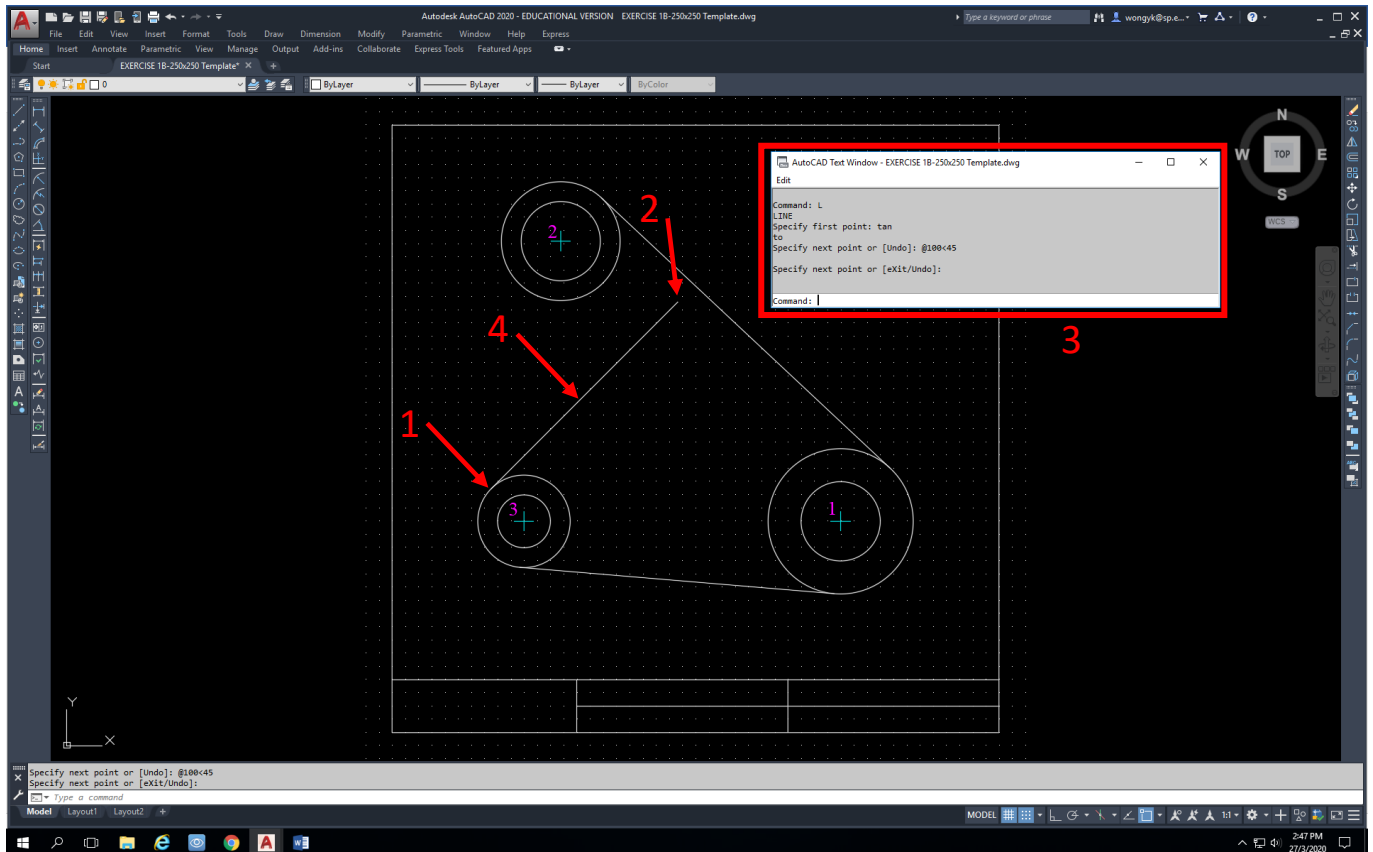 Autodesk AutoCAD 2020 - EDUCATIONAL VERSION EXERCISE 1B-250x250 Template.dwg
Type a keyword or phrase
wongyk@sp.e...
File Edit View Insert Format Tools Draw Dimension Modify Parametric Window Help Express
Home Insert Annotate Parametric View Manage Output Add-ins Collaborate Express Tools Featured Apps
Start EXERCISE 1B-250x250 Template*
0 ByLayer ByLayer ByLayer ByColor
N
W TOP E
S
WCS
AutoCAD Text Window - EXERCISE 1B-250x250 Template.dwg
Edit
Command: L
LINE
Specify first point: tan
to
Specify next point or [Undo]: @100<45
Specify next point or [eXit/Undo]:
Command:
2
2
4
3
1
3
1
Y
X
Specify next point or [Undo]: @100<45
Specify next point or [eXit/Undo]:
Type a command
Model Layout1 Layout2 +
MODEL 1:1
2:47 PM
27/3/2020